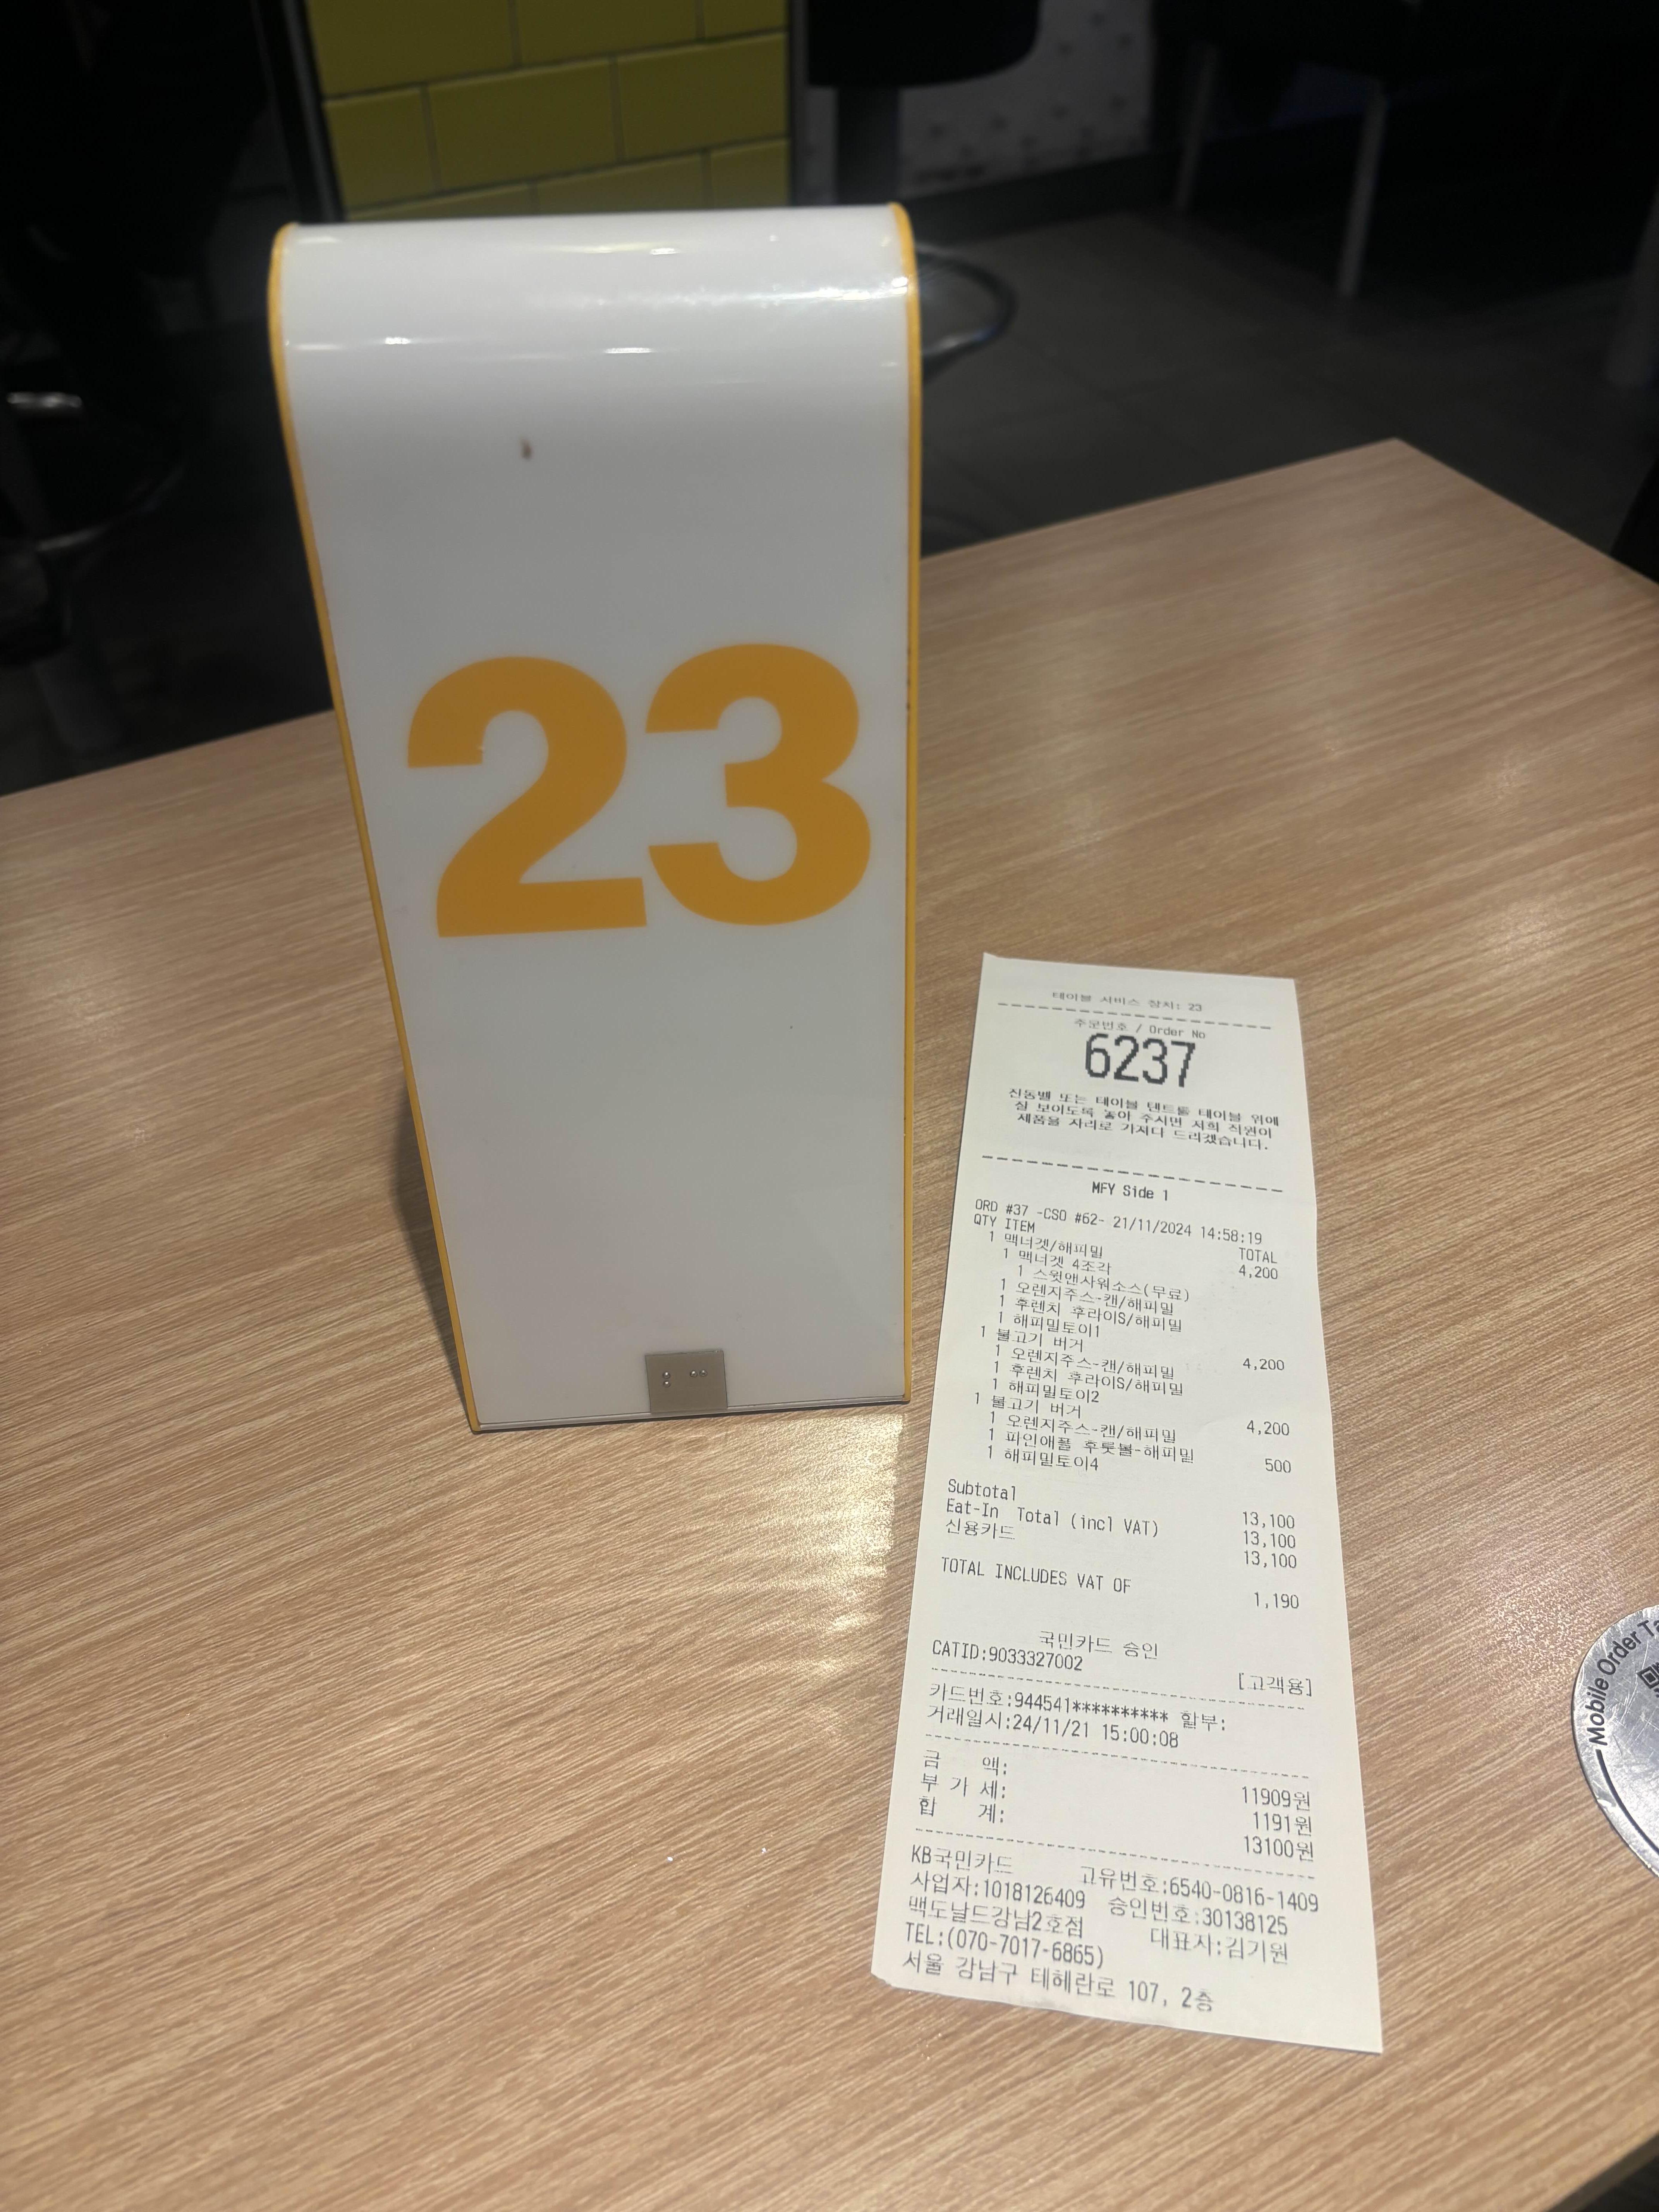 23
테이블 서비스 장치: 23
주문번호 / Order No
6237
진동벨 또는 테이블 텐트를 테이블 위에
잘 보이도록 놓아 주시면 저희 직원이
제품을 자리로 가져다 드리겠습니다.
MFY Side 1
ORD #37 -CSO #62- 21/11/2024 14:58:19
QTY ITEM TOTAL
1 맥너겟/해피밀 4,200
1 맥너겟 4조각
1 스윗앤사워소스(무료)
1 오렌지주스-캔/해피밀
1 후렌치 후라이S/해피밀
1 해피밀토이1
1 불고기 버거 4,200
1 오렌지주스-캔/해피밀
1 후렌치 후라이S/해피밀
1 해피밀토이2
1 불고기 버거 4,200
1 오렌지주스-캔/해피밀
1 파인애플 후룻볼-해피밀 500
1 해피밀토이4
Subtotal 13,100
Eat-In Total (incl VAT) 13,100
신용카드 13,100
TOTAL INCLUDES VAT OF 1,190
국민카드 승인
CATID:9033327002 [고객용]
카드번호:944541********** 할부:
거래일시:24/11/21 15:00:08
금 액: 11909원
부 가 세: 1191원
합 계: 13100원
KB국민카드 고유번호:6540-0816-1409
사업자:1018126409 승인번호:30138125
맥도날드강남2호점 대표자:김기원
TEL:(070-7017-6865)
서울 강남구 테헤란로 107, 2층
Mobile Order